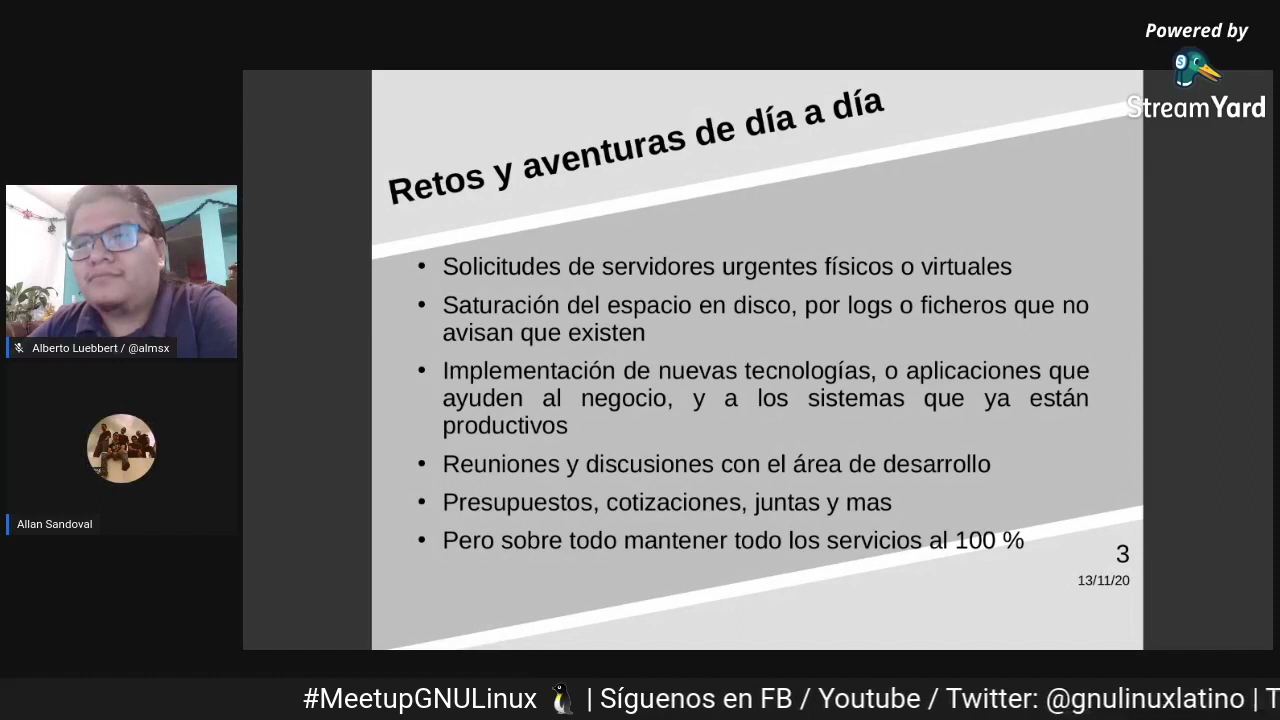 Powered by
StreamYard
Retos y aventuras de día a día
• Solicitudes de servidores urgentes físicos o virtuales
• Saturación del espacio en disco, por logs o ficheros que no
avisan que existen
• Implementación de nuevas tecnologías, o aplicaciones que
ayuden al negocio, y a los sistemas que ya están
productivos
• Reuniones y discusiones con el área de desarrollo
• Presupuestos, cotizaciones, juntas y mas
• Pero sobre todo mantener todo los servicios al 100 %
3
13/11/20
Alberto Luebbert / @almsx
Allan Sandoval
#MeetupGNULinux 🐧 | Síguenos en FB / Youtube / Twitter: @gnulinuxlatino | T